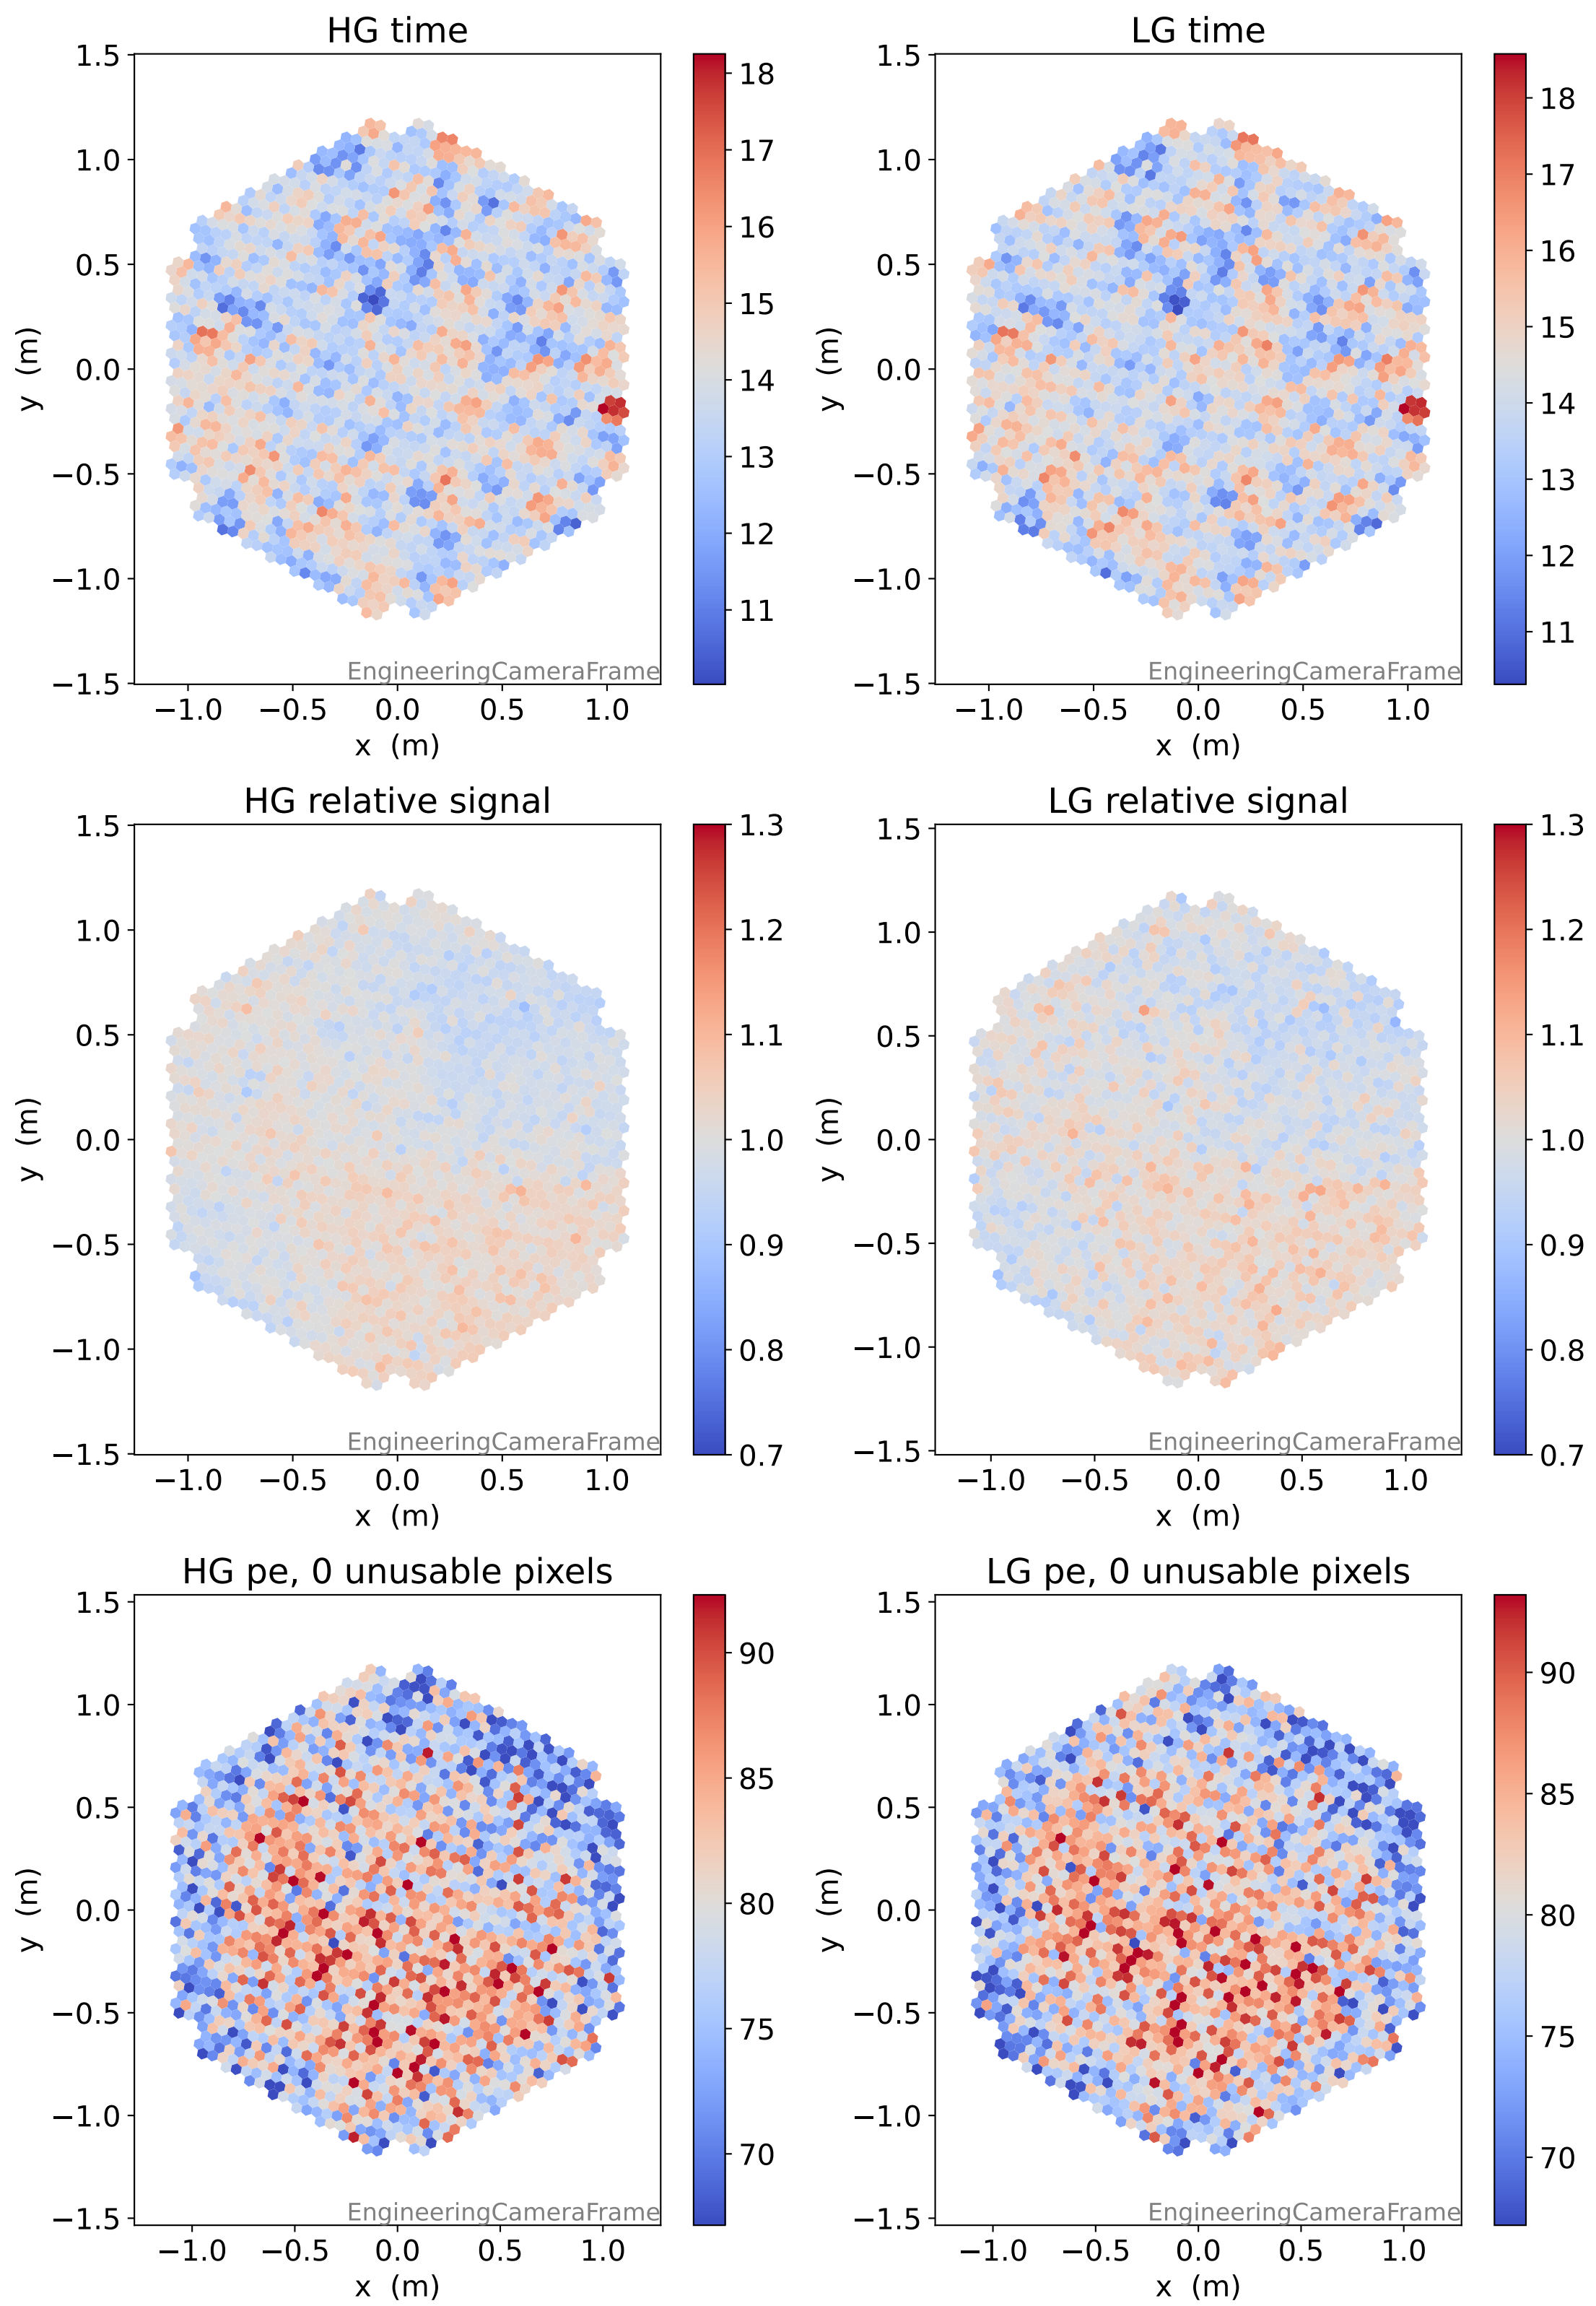 HG time
LG time
1.5
1.0
0.5
0.0
−0.5
−1.0
−1.5
y (m)
EngineeringCameraFrame
−1.0 −0.5 0.0 0.5 1.0
x (m)
18
17
16
15
14
13
12
11
1.5
1.0
0.5
0.0
−0.5
−1.0
−1.5
y (m)
EngineeringCameraFrame
−1.0 −0.5 0.0 0.5 1.0
x (m)
18
17
16
15
14
13
12
11
HG relative signal
LG relative signal
1.5
1.0
0.5
0.0
−0.5
−1.0
−1.5
y (m)
EngineeringCameraFrame
−1.0 −0.5 0.0 0.5 1.0
x (m)
1.3
1.2
1.1
1.0
0.9
0.8
0.7
1.5
1.0
0.5
0.0
−0.5
−1.0
−1.5
y (m)
EngineeringCameraFrame
−1.0 −0.5 0.0 0.5 1.0
x (m)
1.3
1.2
1.1
1.0
0.9
0.8
0.7
HG pe, 0 unusable pixels
LG pe, 0 unusable pixels
1.5
1.0
0.5
0.0
−0.5
−1.0
−1.5
y (m)
EngineeringCameraFrame
−1.0 −0.5 0.0 0.5 1.0
x (m)
90
85
80
75
70
1.5
1.0
0.5
0.0
−0.5
−1.0
−1.5
y (m)
EngineeringCameraFrame
−1.0 −0.5 0.0 0.5 1.0
x (m)
90
85
80
75
70